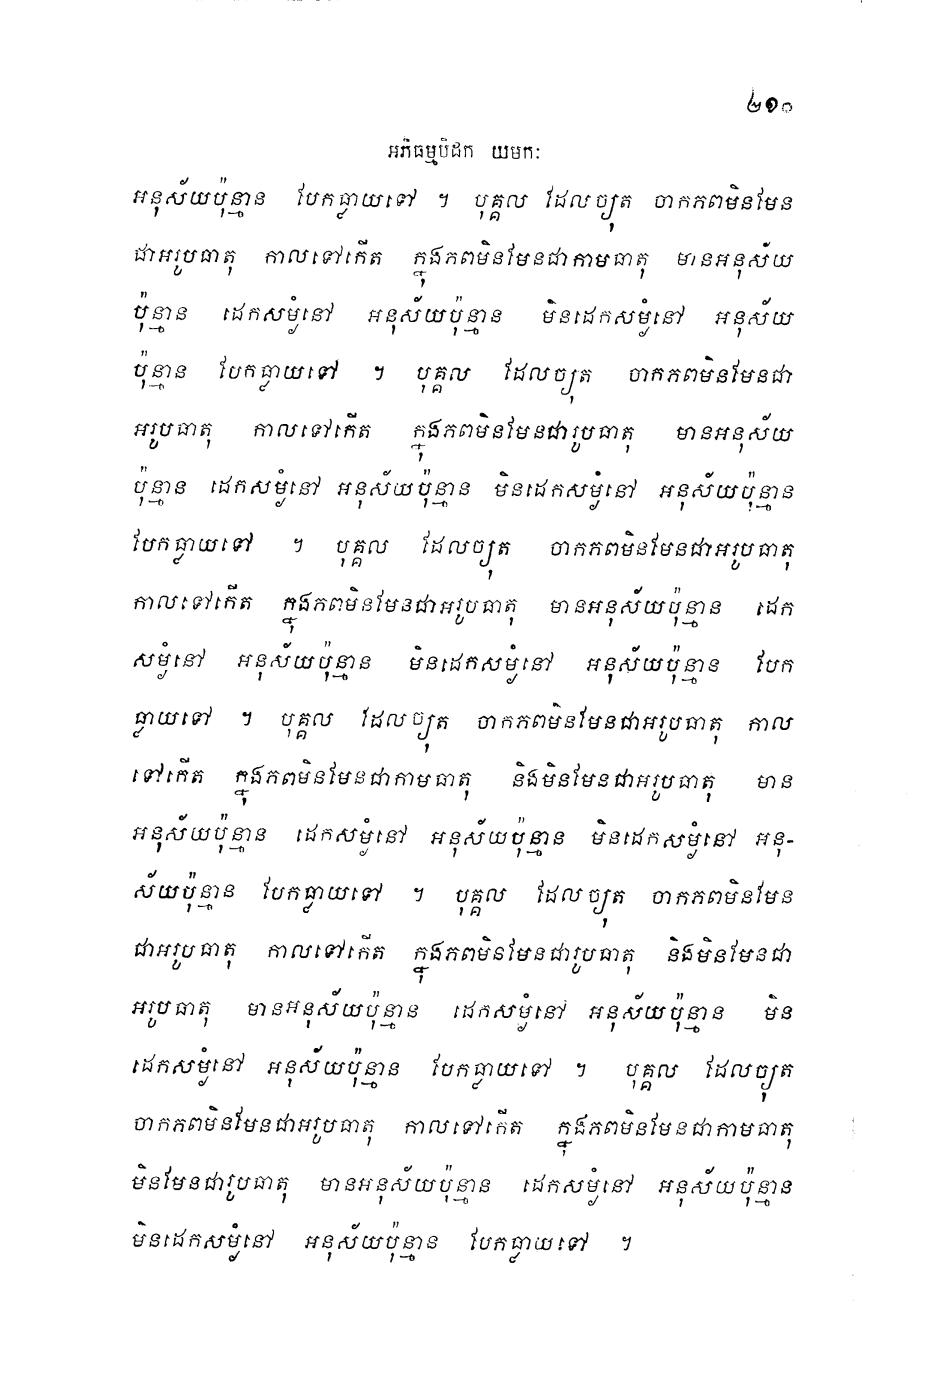 ២១០
អភិធម្មបិដក យមកៈ
អនុស័យប៉ុន្មាន បែកធ្លាយទៅ ។ បុគ្គល ដែលច្យុត ចាកភពមិនមែន
ជាអរូបធាតុ កាលទៅកើត ក្នុងភពមិនមែនជាកាមធាតុ មានអនុស័យ
ប៉ុន្មាន ដេកសម្ងំនៅ អនុស័យប៉ុន្មាន មិនដេកសម្ងំនៅ អនុស័យ
ប៉ុន្មាន បែកធ្លាយទៅ ។ បុគ្គល ដែលច្យុត ចាកភពមិនមែនជា
អរូបធាតុ កាលទៅកើត ក្នុងភពមិនមែនជារូបធាតុ មានអនុស័យ
ប៉ុន្មាន ដេកសម្ងំនៅ អនុស័យប៉ុន្មាន មិនដេកសម្ងំនៅ អនុស័យប៉ុន្មាន
បែកធ្លាយទៅ ។ បុគ្គល ដែលច្យុត ចាកភពមិនមែនជាអរូបធាតុ
កាលទៅកើត ក្នុងភពមិនមែនជាអរូបធាតុ មានអនុស័យប៉ុន្មាន ដេក
សម្ងំនៅ អនុស័យប៉ុន្មាន មិនដេកសម្ងំនៅ អនុស័យប៉ុន្មាន បែក
ធ្លាយទៅ ។ បុគ្គល ដែលច្យុត ចាកភពមិនមែនជាអរូបធាតុ កាល
ទៅកើត ក្នុងភពមិនមែនជាកាមធាតុ និងមិនមែនជាអរូបធាតុ មាន
អនុស័យប៉ុន្មាន ដេកសម្ងំនៅ អនុស័យប៉ុន្មាន មិនដេកសម្ងំនៅ អនុ-
ស័យប៉ុន្មាន បែកធ្លាយទៅ ។ បុគ្គល ដែលច្យុត ចាកភពមិនមែន
ជាអរូបធាតុ កាលទៅកើត ក្នុងភពមិនមែនជារូបធាតុ និងមិនមែនជា
អរូបធាតុ មានអនុស័យប៉ុន្មាន ដេកសម្ងំនៅ អនុស័យប៉ុន្មាន មិន
ដេកសម្ងំនៅ អនុស័យប៉ុន្មាន បែកធ្លាយទៅ ។ បុគ្គល ដែលច្យុត
ចាកភពមិនមែនជាអរូបធាតុ កាលទៅកើត ក្នុងភពមិនមែនជាកាមធាតុ
មិនមែនជារូបធាតុ មានអនុស័យប៉ុន្មាន ដេកសម្ងំនៅ អនុស័យប៉ុន្មាន
មិនដេកសម្ងំនៅ អនុស័យប៉ុន្មាន បែកធ្លាយទៅ ។